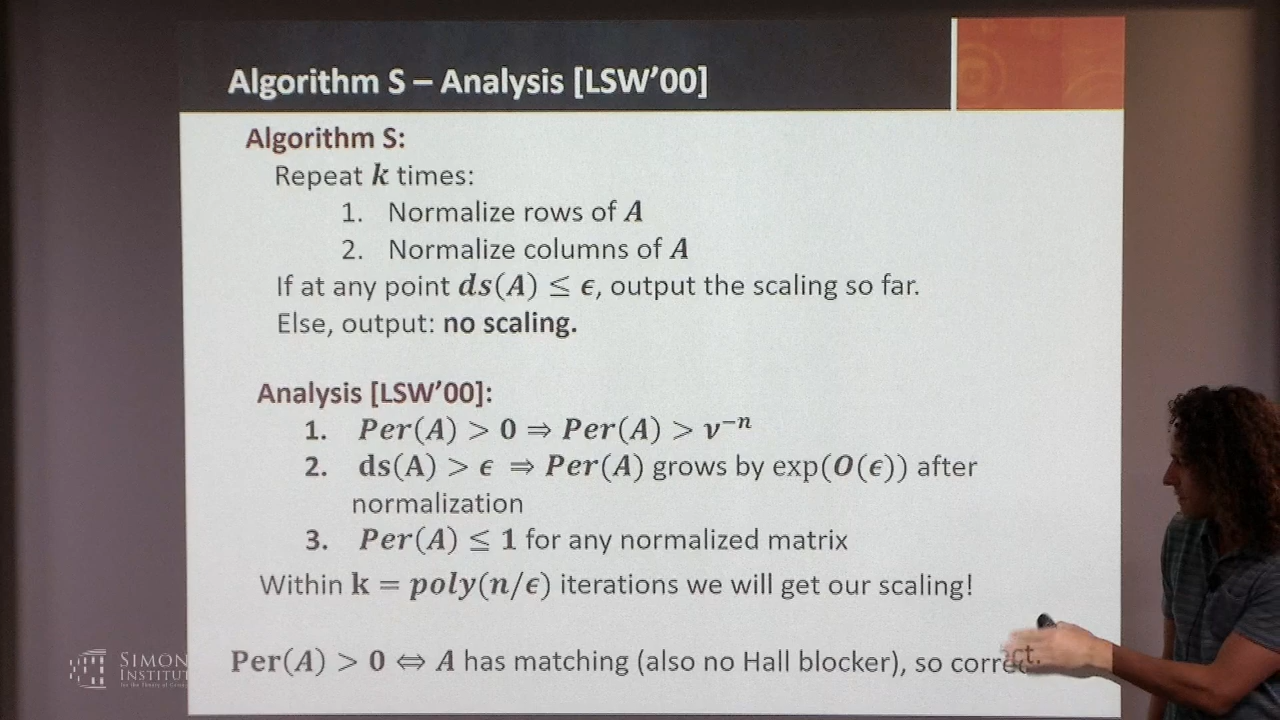 Algorithm S – Analysis [LSW'00]
Algorithm S:
Repeat k times:
1. Normalize rows of A
2. Normalize columns of A
If at any point ds(A) ≤ ϵ, output the scaling so far.
Else, output: no scaling.
Analysis [LSW'00]:
1. Per(A) > 0 ⇒ Per(A) > ν⁻ⁿ
2. ds(A) > ϵ ⇒ Per(A) grows by exp(O(ϵ)) after
normalization
3. Per(A) ≤ 1 for any normalized matrix
Within k = poly(n/ϵ) iterations we will get our scaling!
Per(A) > 0 ⇔ A has matching (also no Hall blocker), so correct.
SIMON
INSTITUT